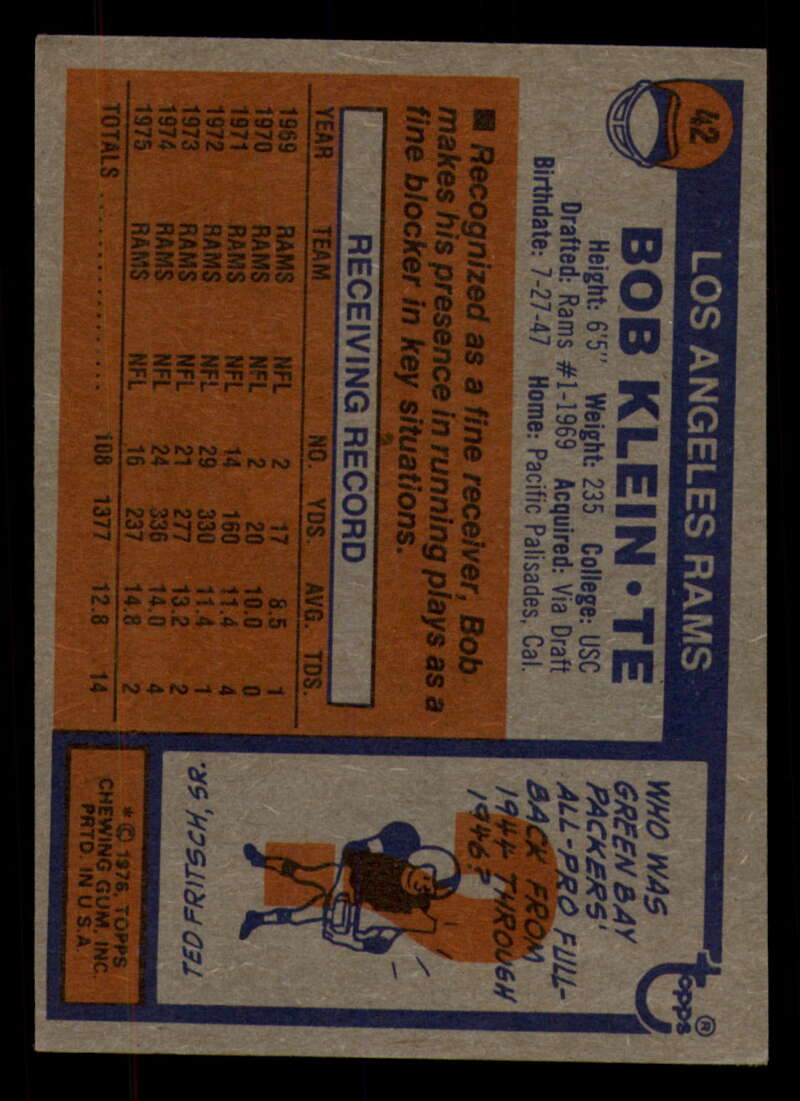 42
LOS ANGELES RAMS
BOB KLEIN • TE
Height: 6'5" Weight: 235 College: USC
Drafted: Rams #1-1969 Acquired: Via Draft
Birthdate: 7-27-47 Home: Pacific Palisades, Cal.
■ Recognized as a fine receiver, Bob
makes his presence in running plays as a
fine blocker in key situations.
RECEIVING RECORD
YEAR TEAM NO. YDS. AVG. TDS.
1969 RAMS NFL 2 17 8.5 1
1970 RAMS NFL 2 20 10.0 0
1971 RAMS NFL 14 160 11.4 4
1972 RAMS NFL 29 330 11.4 1
1973 RAMS NFL 21 277 13.2 2
1974 RAMS NFL 24 336 14.0 4
1975 RAMS NFL 16 237 14.8 2
TOTALS .................. 108 1377 12.8 14
topps®
WHO WAS
GREEN BAY
PACKERS'
ALL-PRO FULL-
BACK FROM
1944 THROUGH
1946?
?
TED FRITSCH, SR.
* © 1976, TOPPS
CHEWING GUM, INC.
PRTD. IN U.S.A.